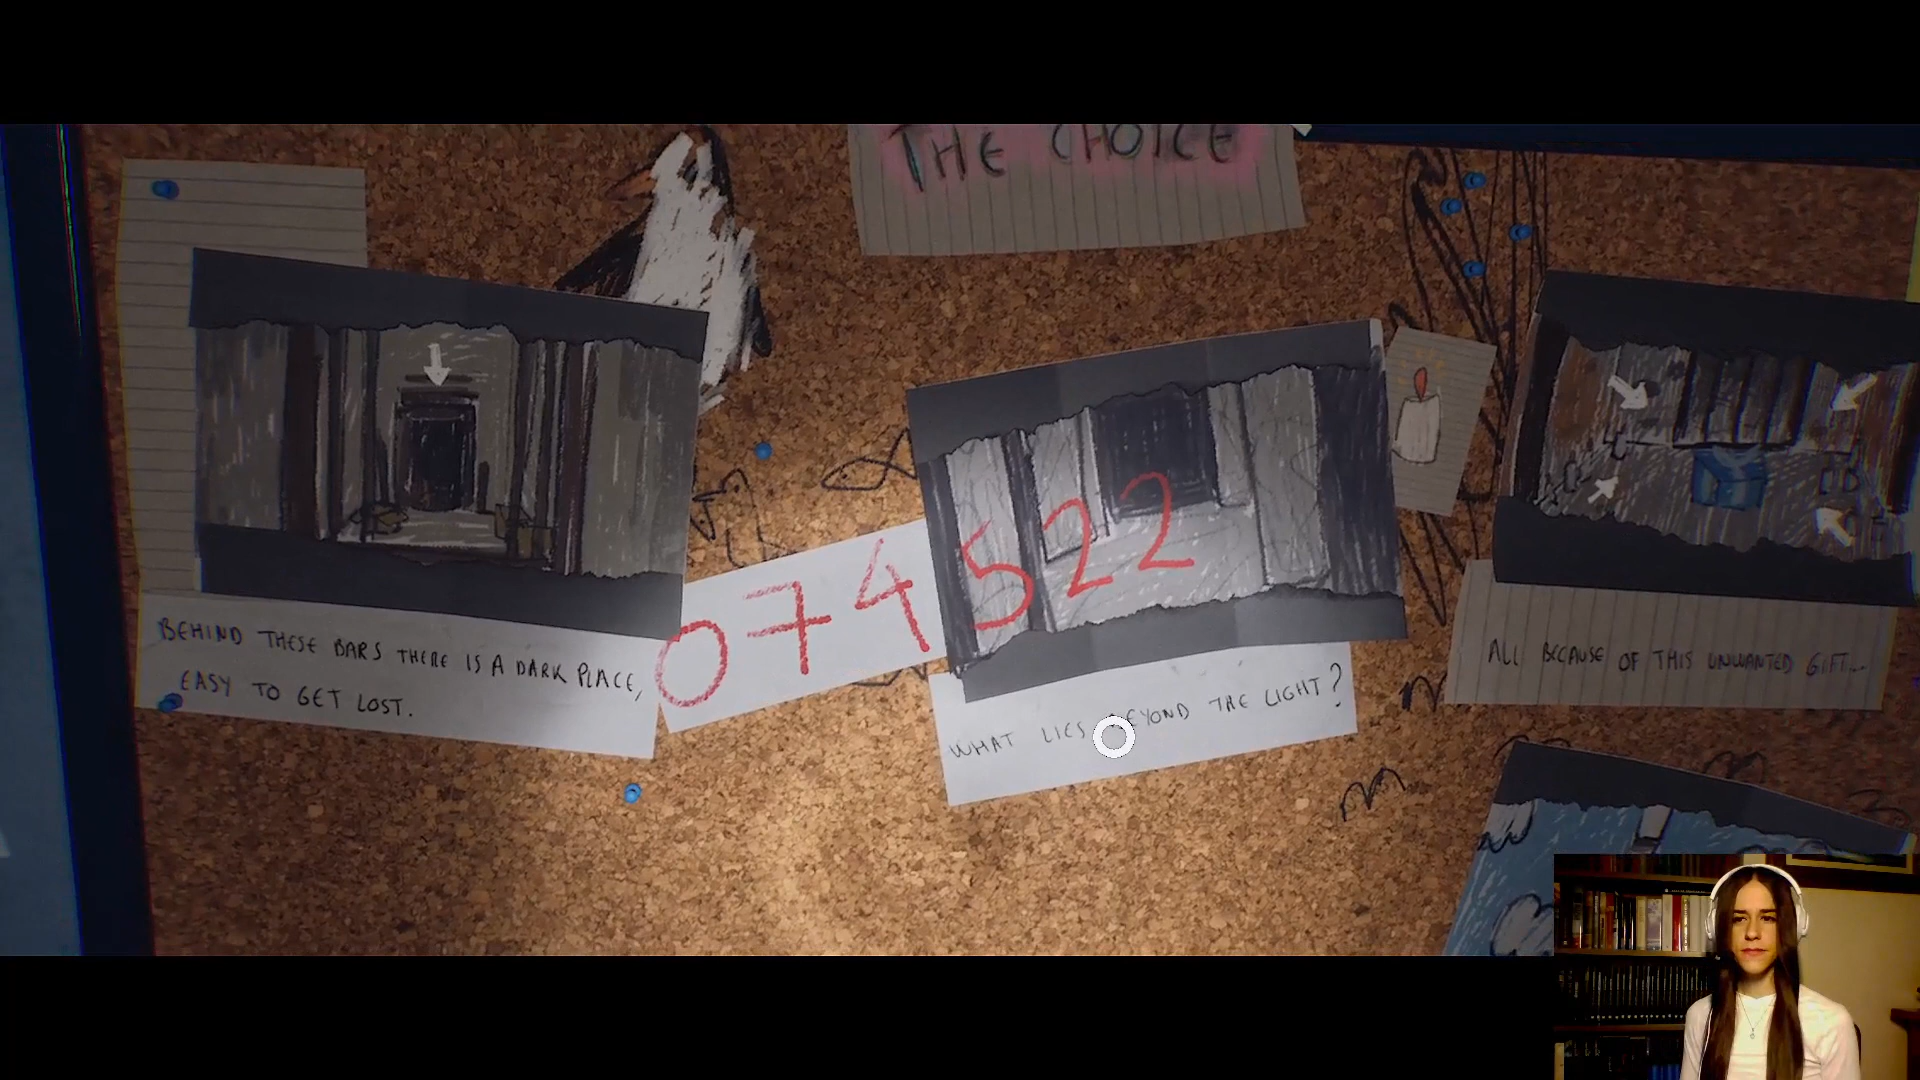 THE CHOICE
BEHIND THESE BARS THERE IS A DARK PLACE,
EASY TO GET LOST.
074522
WHAT LIES BEYOND THE LIGHT?
ALL BECAUSE OF THIS UNWANTED GIFT...